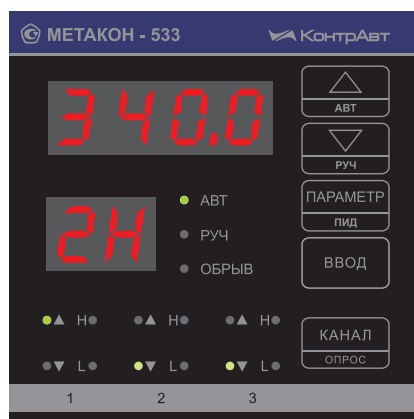 МЕТАКОН - 533 КонтрАвт
340.0
АВТ
РУЧ
2H
АВТ
РУЧ
ОБРЫВ
ПАРАМЕТР
ПИД
ВВОД
H H H
L L L
КАНАЛ
ОПРОС
1 2 3